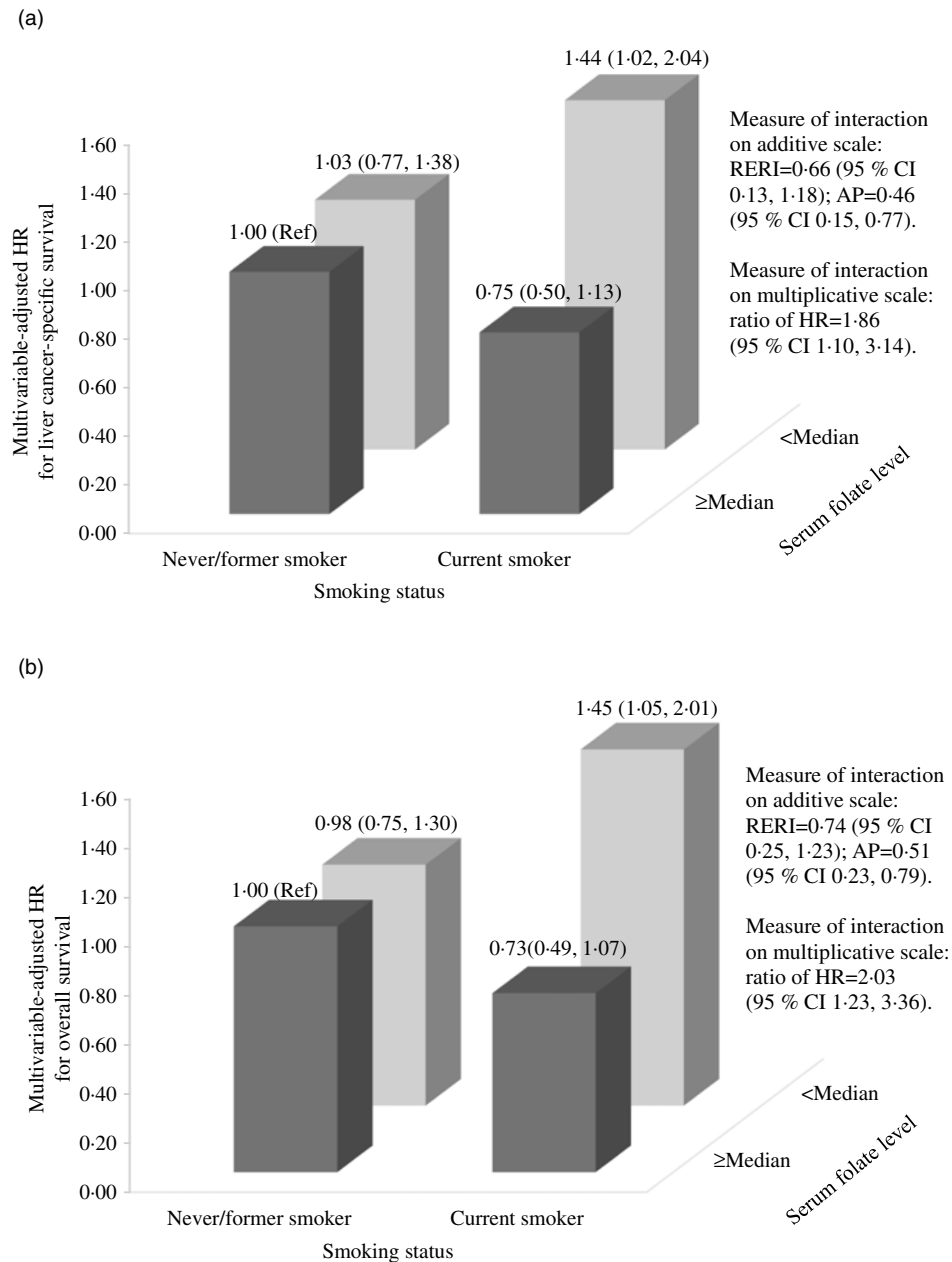 (a)
1·44 (1·02, 2·04)
1·03 (0·77, 1·38)
1·00 (Ref)
0·75 (0·50, 1·13)
Multivariable-adjusted HR
for liver cancer-specific survival
1·60
1·40
1·20
1·00
0·80
0·60
0·40
0·20
0·00
Never/former smoker
Current smoker
Smoking status
<Median
≥Median
Serum folate level
Measure of interaction
on additive scale:
RERI=0·66 (95 % CI
0·13, 1·18); AP=0·46
(95 % CI 0·15, 0·77).
Measure of interaction
on multiplicative scale:
ratio of HR=1·86
(95 % CI 1·10, 3·14).
(b)
1·45 (1·05, 2·01)
0·98 (0·75, 1·30)
1·00 (Ref)
0·73(0·49, 1·07)
Multivariable-adjusted HR
for overall survival
1·60
1·40
1·20
1·00
0·80
0·60
0·40
0·20
0·00
Never/former smoker
Current smoker
Smoking status
<Median
≥Median
Serum folate level
Measure of interaction
on additive scale:
RERI=0·74 (95 % CI
0·25, 1·23); AP=0·51
(95 % CI 0·23, 0·79).
Measure of interaction
on multiplicative scale:
ratio of HR=2·03
(95 % CI 1·23, 3·36).